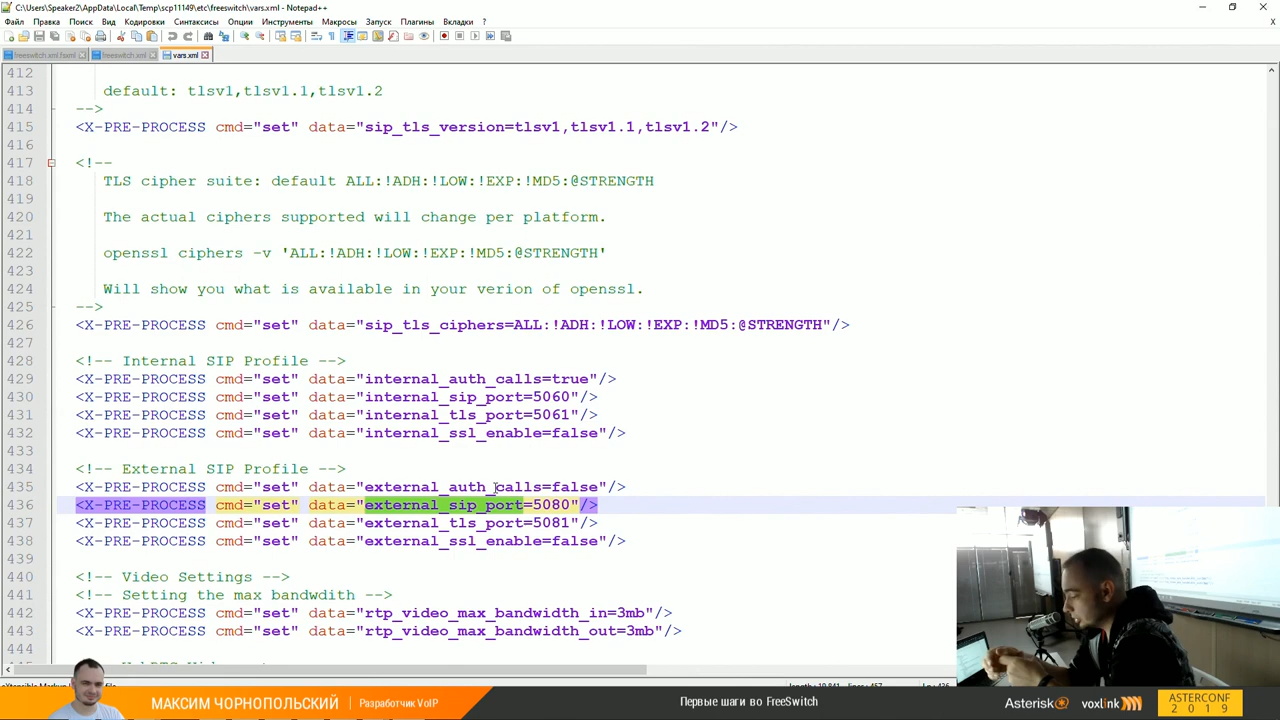 C:\Users\Speaker2\AppData\Local\Temp\scp11149\etc\freeswitch\vars.xml - Notepad++
Файл Правка Поиск Вид Кодировки Синтаксисы Опции Инструменты Макросы Запуск Плагины Вкладки ?
freeswitch.xml vars.xml
412
413 default: tlsv1,tlsv1.1,tlsv1.2
414 -->
415 <X-PRE-PROCESS cmd="set" data="sip_tls_version=tlsv1,tlsv1.1,tlsv1.2"/>
416
417 <!--
418 TLS cipher suite: default ALL:!ADH:!LOW:!EXP:!MD5:@STRENGTH
419
420 The actual ciphers supported will change per platform.
421
422 openssl ciphers -v 'ALL:!ADH:!LOW:!EXP:!MD5:@STRENGTH'
423
424 Will show you what is available in your verion of openssl.
425 -->
426 <X-PRE-PROCESS cmd="set" data="sip_tls_ciphers=ALL:!ADH:!LOW:!EXP:!MD5:@STRENGTH"/>
427
428 <!-- Internal SIP Profile -->
429 <X-PRE-PROCESS cmd="set" data="internal_auth_calls=true"/>
430 <X-PRE-PROCESS cmd="set" data="internal_sip_port=5060"/>
431 <X-PRE-PROCESS cmd="set" data="internal_tls_port=5061"/>
432 <X-PRE-PROCESS cmd="set" data="internal_ssl_enable=false"/>
433
434 <!-- External SIP Profile -->
435 <X-PRE-PROCESS cmd="set" data="external_auth_calls=false"/>
436 <X-PRE-PROCESS cmd="set" data="external_sip_port=5080"/>
437 <X-PRE-PROCESS cmd="set" data="external_tls_port=5081"/>
438 <X-PRE-PROCESS cmd="set" data="external_ssl_enable=false"/>
439
440 <!-- Video Settings -->
441 <!-- Setting the max bandwdith -->
442 <X-PRE-PROCESS cmd="set" data="rtp_video_max_bandwidth_in=3mb"/>
443 <X-PRE-PROCESS cmd="set" data="rtp_video_max_bandwidth_out=3mb"/>
444
МАКСИМ ЧОРНОПОЛЬСКИЙ Разработчик VoIP
Первые шаги во FreeSwitch
Asterisk voxlink
ASTERCONF
2019